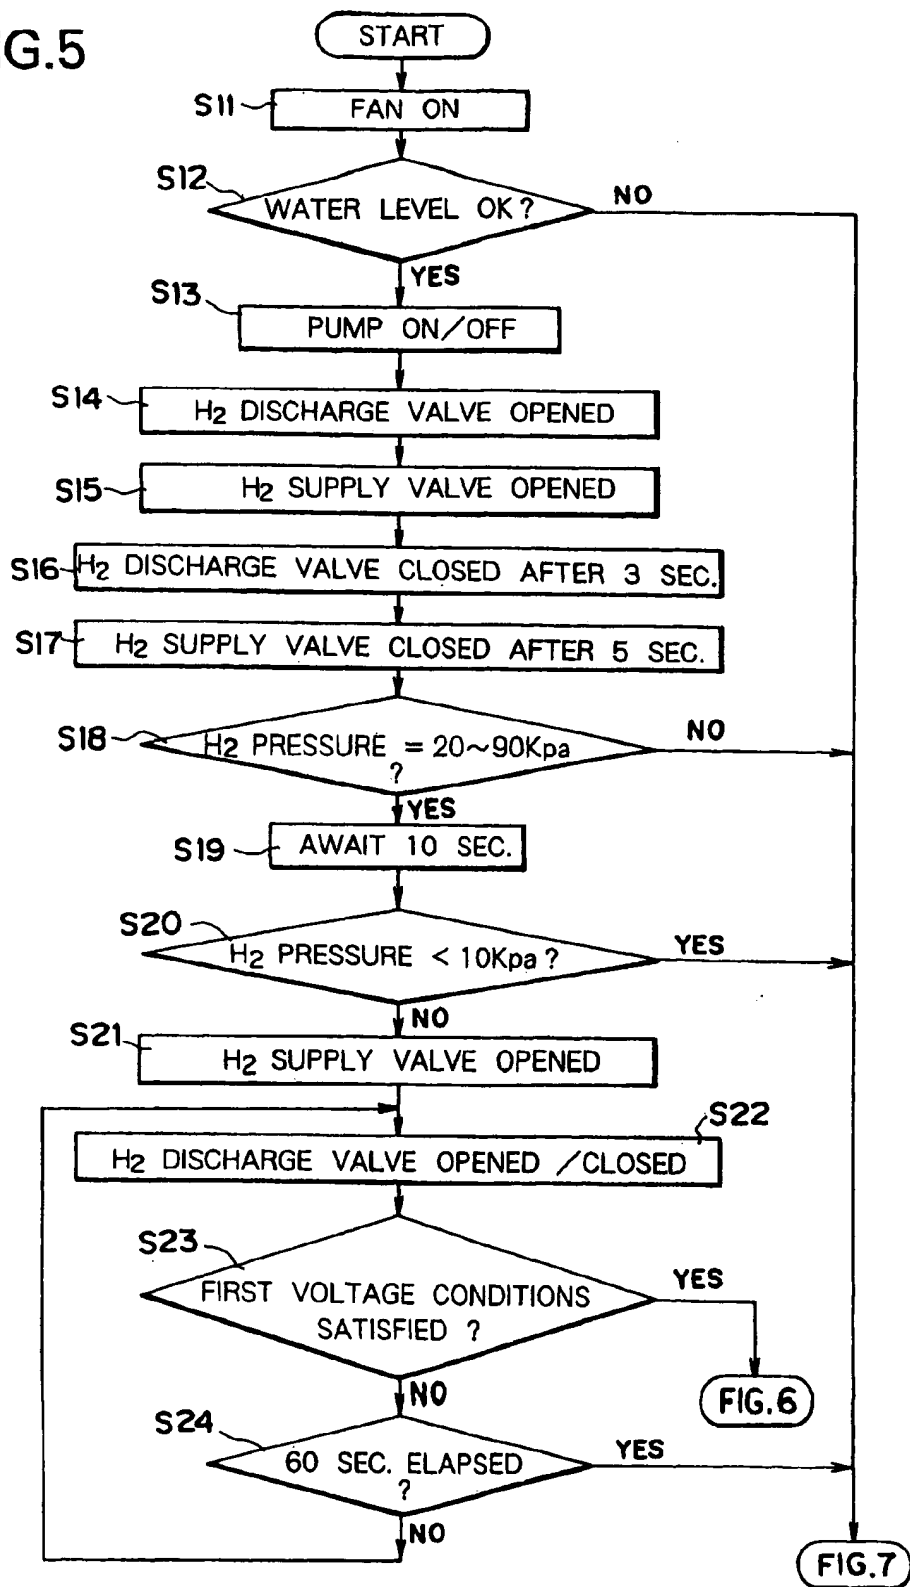 G.5
START
S11
FAN ON
S12
WATER LEVEL OK?
NO
YES
S13
PUMP ON/OFF
S14
H2 DISCHARGE VALVE OPENED
S15
H2 SUPPLY VALVE OPENED
S16
H2 DISCHARGE VALVE CLOSED AFTER 3 SEC.
S17
H2 SUPPLY VALVE CLOSED AFTER 5 SEC.
S18
H2 PRESSURE = 20~90Kpa
?
NO
YES
S19
AWAIT 10 SEC.
S20
H2 PRESSURE < 10Kpa?
YES
NO
S21
H2 SUPPLY VALVE OPENED
S22
H2 DISCHARGE VALVE OPENED /CLOSED
S23
FIRST VOLTAGE CONDITIONS
SATISFIED ?
YES
FIG.6
NO
S24
60 SEC. ELAPSED
?
YES
NO
FIG.7